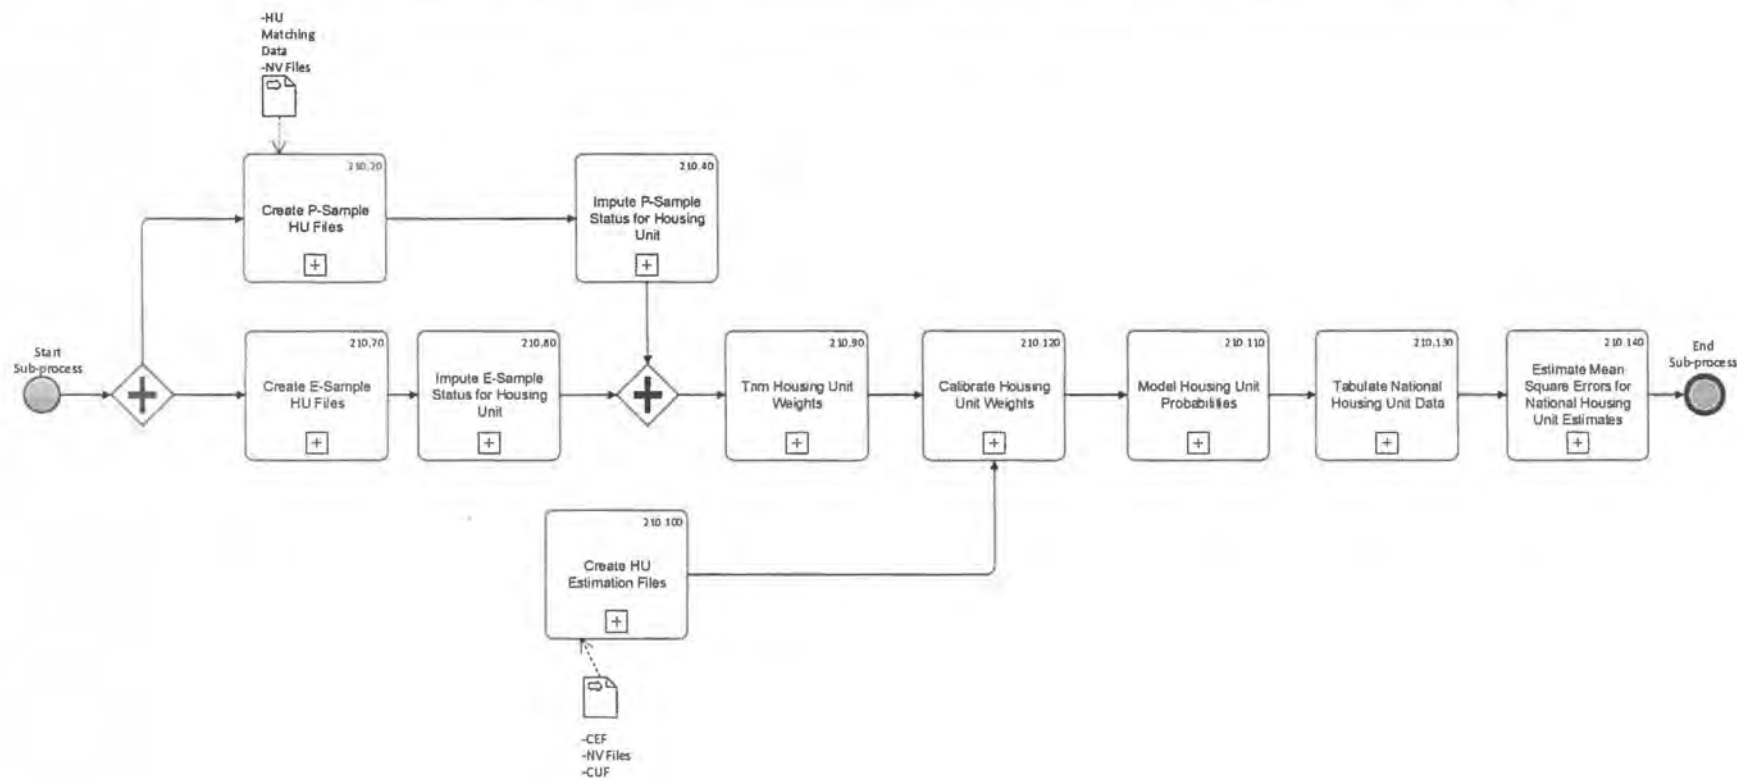 -HU
Matching
Data
-NV Files
210.20
Create P-Sample
HU Files
210.40
Impute P-Sample
Status for Housing
Unit
Start
Sub-process
210.70
Create E-Sample
HU Files
210.80
Impute E-Sample
Status for Housing
Unit
210.90
Trim Housing Unit
Weights
210.120
Calibrate Housing
Unit Weights
210.110
Model Housing Unit
Probabilities
210.130
Tabulate National
Housing Unit Data
210.140
Estimate Mean
Square Errors for
National Housing
Unit Estimates
End
Sub-process
210.100
Create HU
Estimation Files
-CEF
-NV Files
-CUF